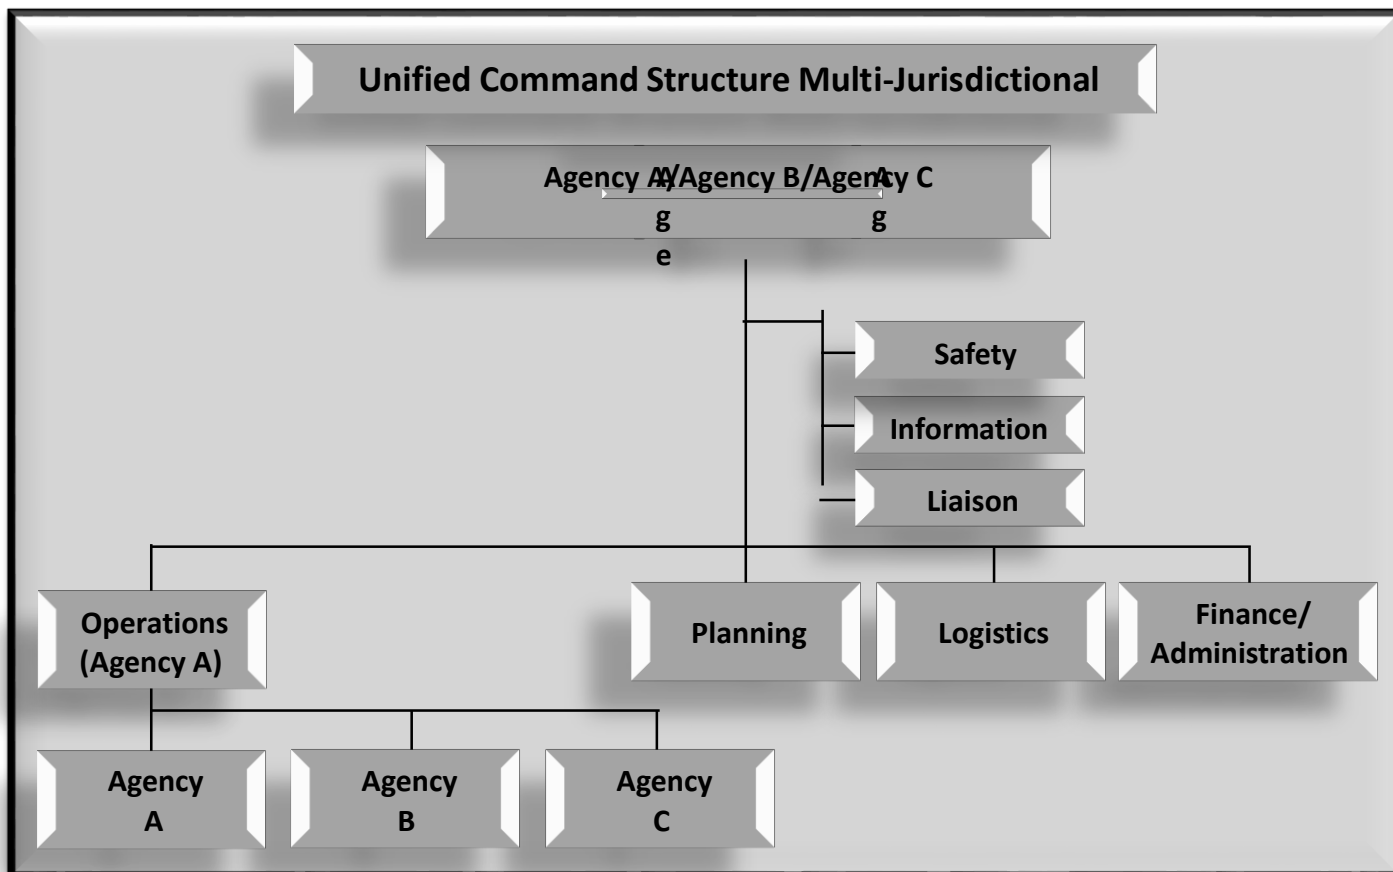 Unified Command Structure Multi-Jurisdictional
Agency A/Agency B/Agency C
A
g
e
A
g
Safety
Information
Liaison
Operations
(Agency A)
Planning
Logistics
Finance/
Administration
Agency
A
Agency
B
Agency
C